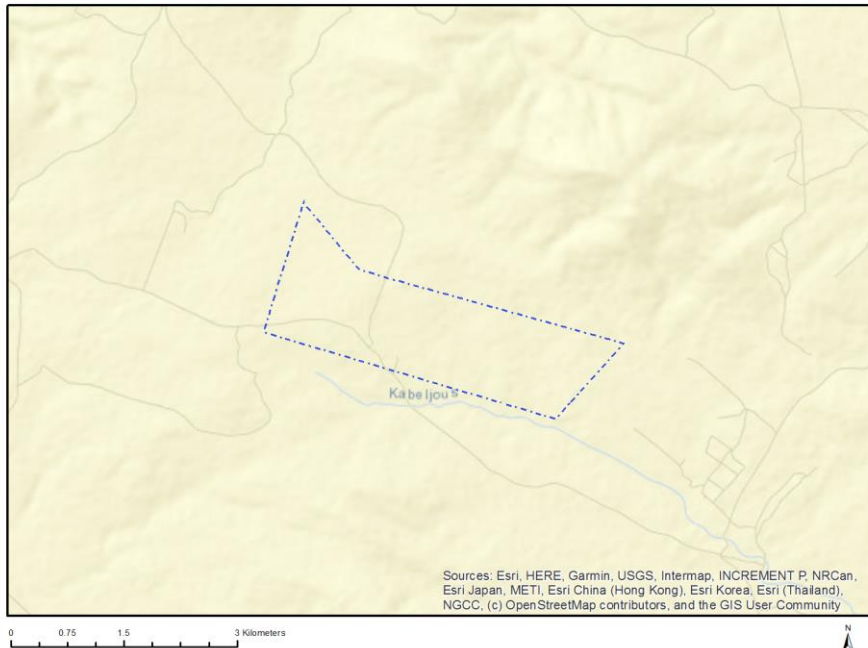 Kabeljous
Sources: Esri, HERE, Garmin, USGS, Intermap, INCREMENT P, NRCan,
Esri Japan, METI, Esri China (Hong Kong), Esri Korea, Esri (Thailand),
NGCC, (c) OpenStreetMap contributors, and the GIS User Community
0 0.75 1.5 3 Kilometers
N